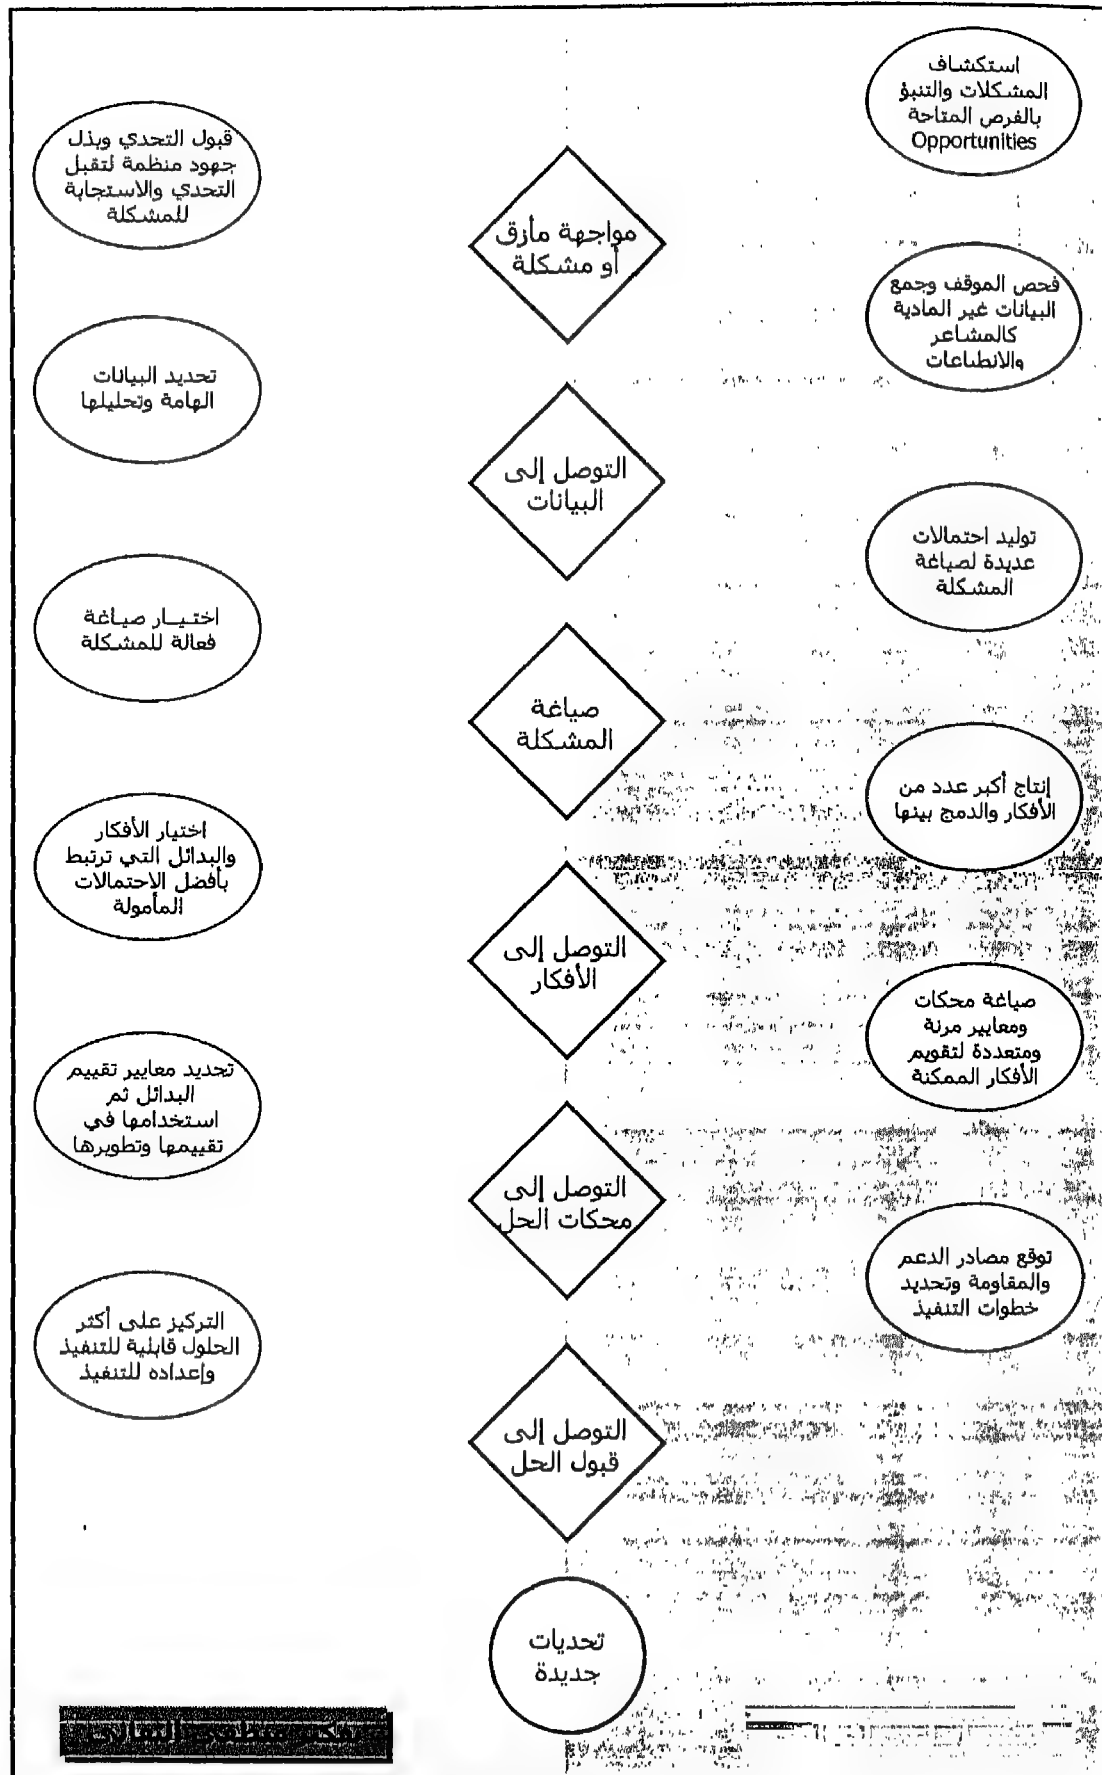 استكشاف
المشكلات والتنبؤ
بالفرص المتاحة
Opportunities
قبول التحدي وبذل
جهود منظمة لتقبل
التحدي والاستجابة
للمشكلة
مواجهة مأزق
أو مشكلة
فحص الموقف وجمع
البيانات غير المادية
كالمشاعر
والانطباعات
تحديد البيانات
الهامة وتحليلها
التوصل إلى
البيانات
توليد احتمالات
عديدة لصياغة
المشكلة
اختيار صياغة
فعالة للمشكلة
صياغة
المشكلة
إنتاج أكبر عدد من
الأفكار والدمج بينها
اختيار الأفكار
والبدائل التي ترتبط
بأفضل الاحتمالات
المأمولة
التوصل إلى
الأفكار
صياغة محكات
ومعايير مرنة
ومتعددة لتقويم
الأفكار الممكنة
تحديد معايير تقييم
البدائل ثم
استخدامها في
تقييمها وتطويرها
التوصل إلى
محكات الحل
توقع مصادر الدعم
والمقاومة وتحديد
خطوات التنفيذ
التركيز على أكثر
الحلول قابلية للتنفيذ
وإعداده للتنفيذ
التوصل إلى
قبول الحل
تحديات
جديدة